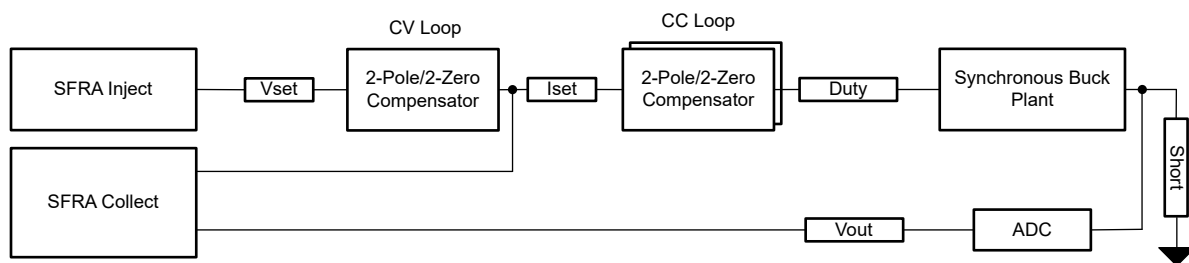 CV Loop
CC Loop
SFRA Inject
Vset
2-Pole/2-Zero
Compensator
Iset
2-Pole/2-Zero
Compensator
Duty
Synchronous Buck
Plant
Short
SFRA Collect
Vout
ADC